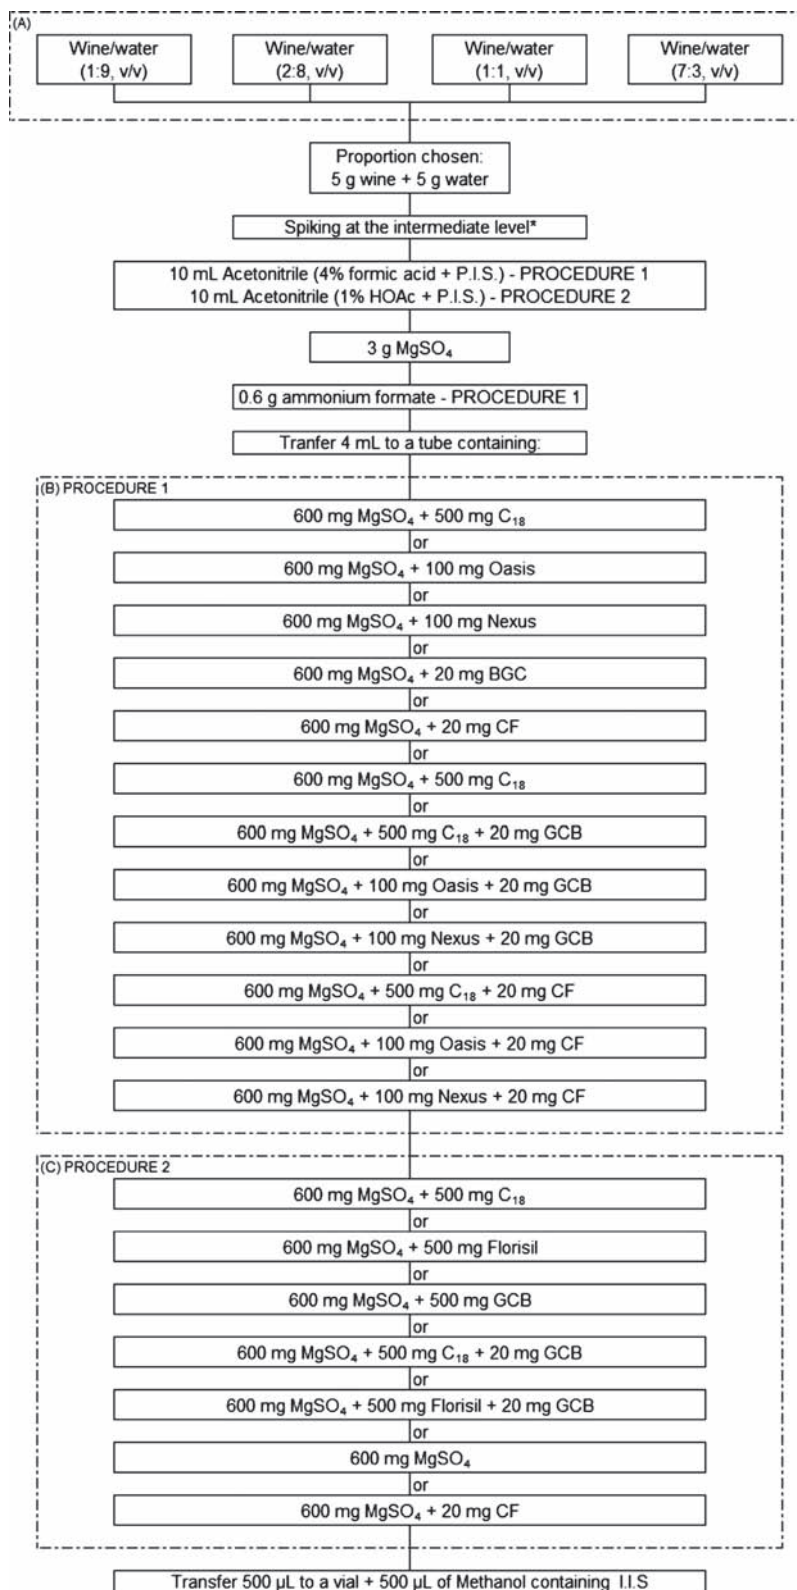 (A)
Wine/water
(1:9, v/v)
Wine/water
(2:8, v/v)
Wine/water
(1:1, v/v)
Wine/water
(7:3, v/v)
Proportion chosen:
5 g wine + 5 g water
Spiking at the intermediate level*
10 mL Acetonitrile (4% formic acid + P.I.S.) - PROCEDURE 1
10 mL Acetonitrile (1% HOAc + P.I.S.) - PROCEDURE 2
3 g MgSO₄
0.6 g ammonium formate - PROCEDURE 1
Tranfer 4 mL to a tube containing:
(B) PROCEDURE 1
600 mg MgSO₄ + 500 mg C₁₈
or
600 mg MgSO₄ + 100 mg Oasis
or
600 mg MgSO₄ + 100 mg Nexus
or
600 mg MgSO₄ + 20 mg BGC
or
600 mg MgSO₄ + 20 mg CF
or
600 mg MgSO₄ + 500 mg C₁₈
or
600 mg MgSO₄ + 500 mg C₁₈ + 20 mg GCB
or
600 mg MgSO₄ + 100 mg Oasis + 20 mg GCB
or
600 mg MgSO₄ + 100 mg Nexus + 20 mg GCB
or
600 mg MgSO₄ + 500 mg C₁₈ + 20 mg CF
or
600 mg MgSO₄ + 100 mg Oasis + 20 mg CF
or
600 mg MgSO₄ + 100 mg Nexus + 20 mg CF
(C) PROCEDURE 2
600 mg MgSO₄ + 500 mg C₁₈
or
600 mg MgSO₄ + 500 mg Florisil
or
600 mg MgSO₄ + 500 mg GCB
or
600 mg MgSO₄ + 500 mg C₁₈ + 20 mg GCB
or
600 mg MgSO₄ + 500 mg Florisil + 20 mg GCB
or
600 mg MgSO₄
or
600 mg MgSO₄ + 20 mg CF
Transfer 500 µL to a vial + 500 µL of Methanol containing I.I.S